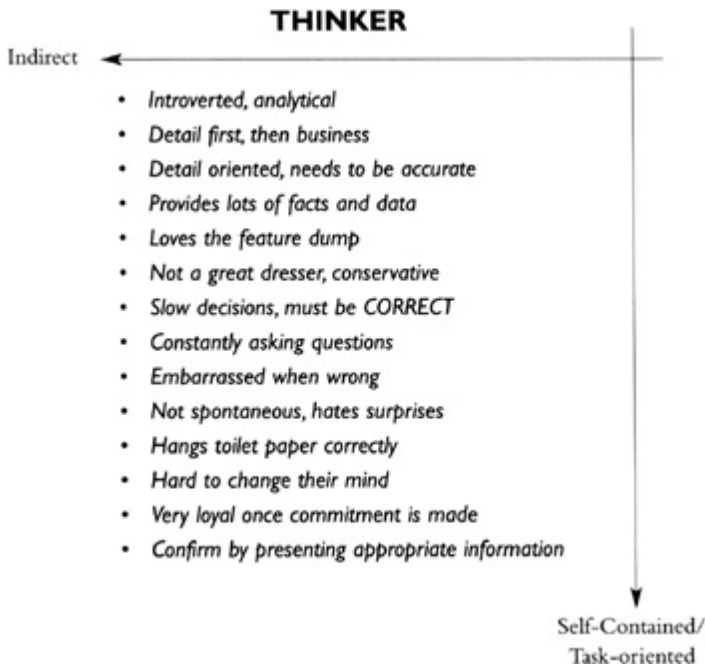 THINKER
Indirect
• Introverted, analytical
• Detail first, then business
• Detail oriented, needs to be accurate
• Provides lots of facts and data
• Loves the feature dump
• Not a great dresser, conservative
• Slow decisions, must be CORRECT
• Constantly asking questions
• Embarrassed when wrong
• Not spontaneous, hates surprises
• Hangs toilet paper correctly
• Hard to change their mind
• Very loyal once commitment is made
• Confirm by presenting appropriate information
Self-Contained/
Task-oriented